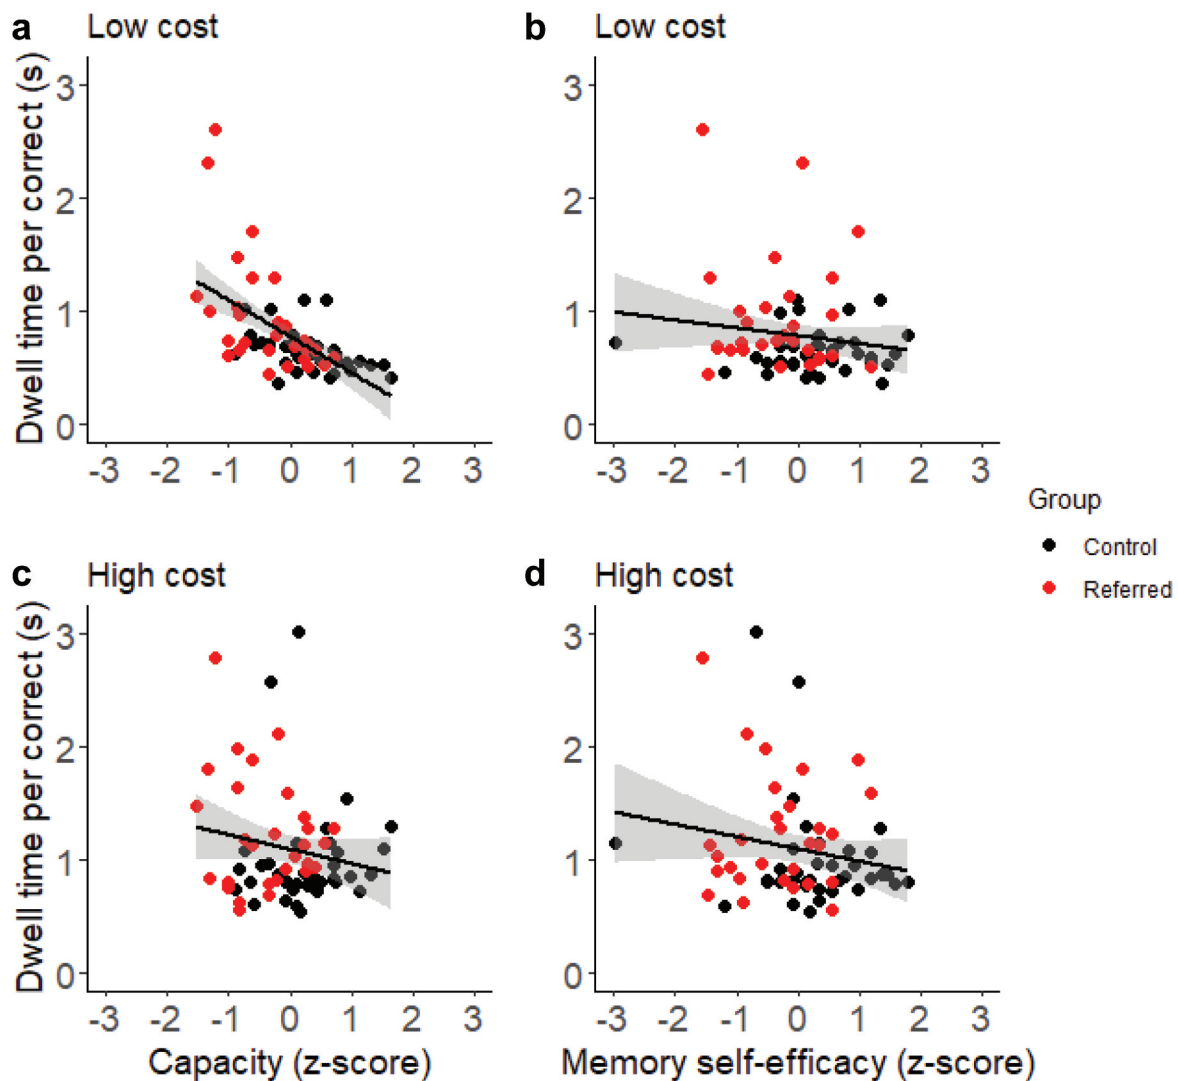 a Low cost
b Low cost
Dwell time per correct (s)
3
2
1
0
-3 -2 -1 0 1 2 3
3
2
1
0
-3 -2 -1 0 1 2 3
Group
Control
Referred
c High cost
d High cost
Dwell time per correct (s)
3
2
1
0
-3 -2 -1 0 1 2 3
Capacity (z-score)
3
2
1
0
-3 -2 -1 0 1 2 3
Memory self-efficacy (z-score)